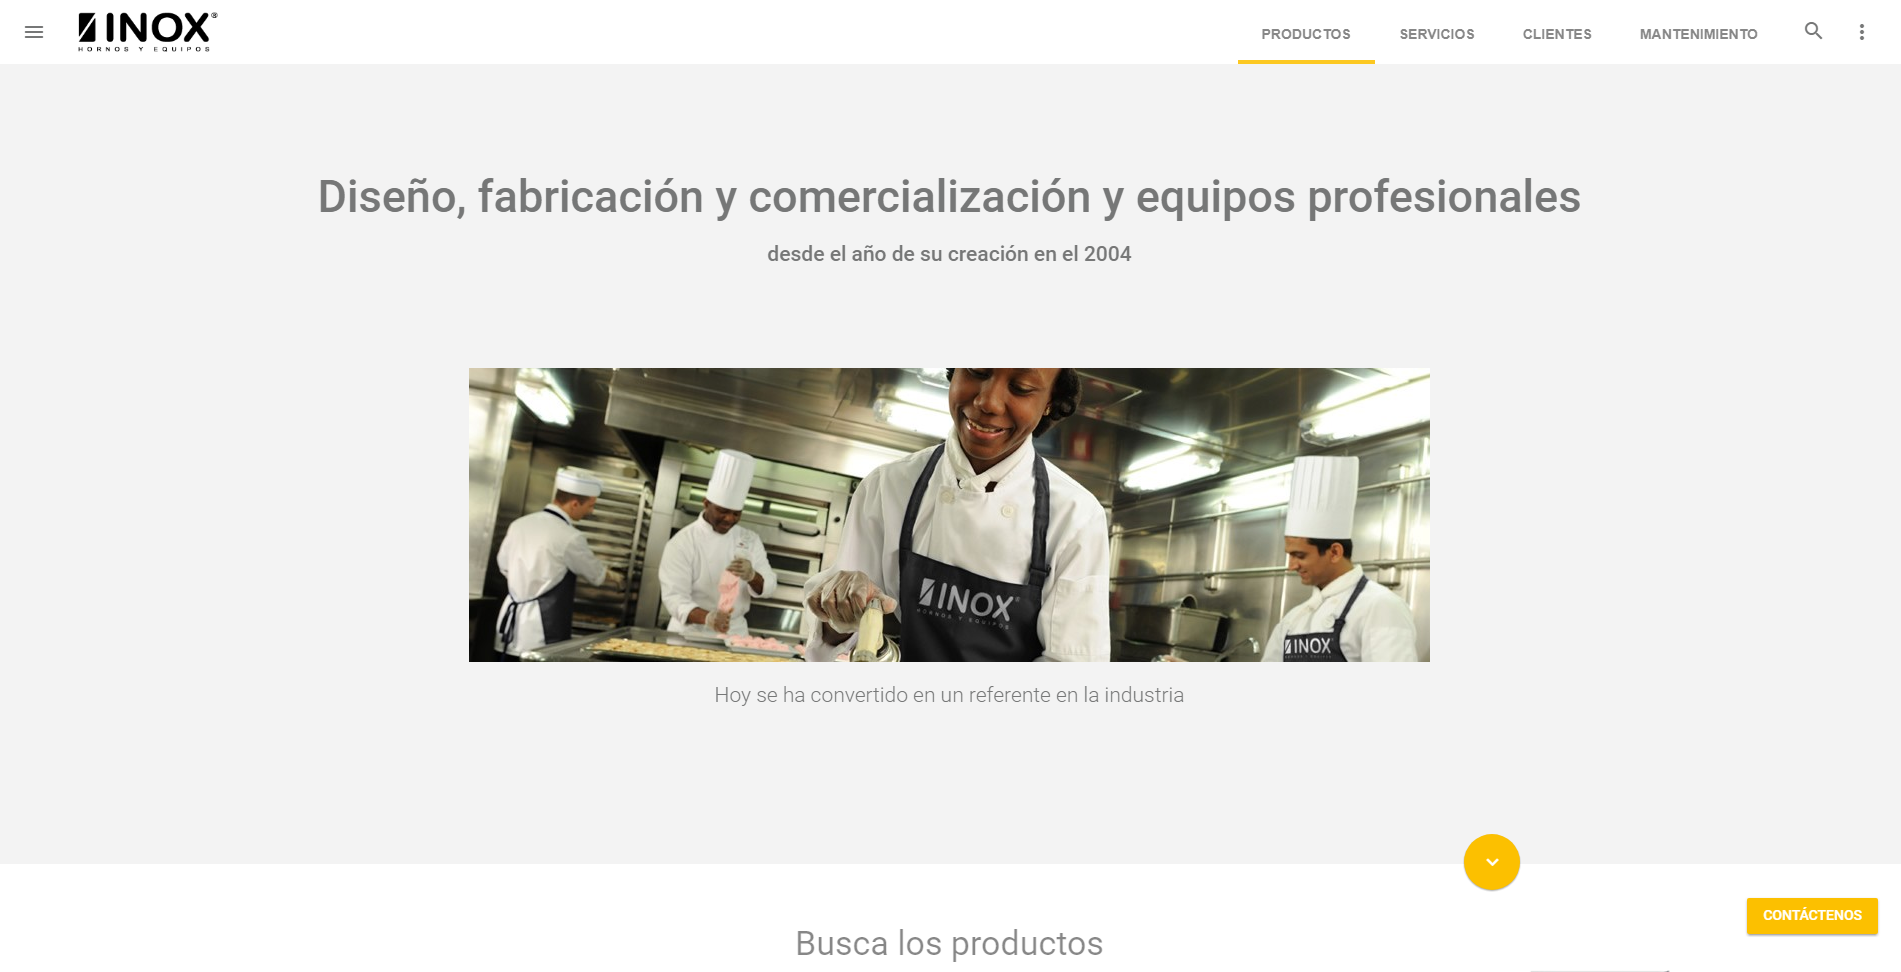 INOX®
HORNOS Y EQUIPOS
PRODUCTOS
SERVICIOS
CLIENTES
MANTENIMIENTO
Diseño, fabricación y comercialización y equipos profesionales
desde el año de su creación en el 2004
INOX®
HORNOS Y EQUIPOS
INOX
Hoy se ha convertido en un referente en la industria
CONTÁCTENOS
Busca los productos